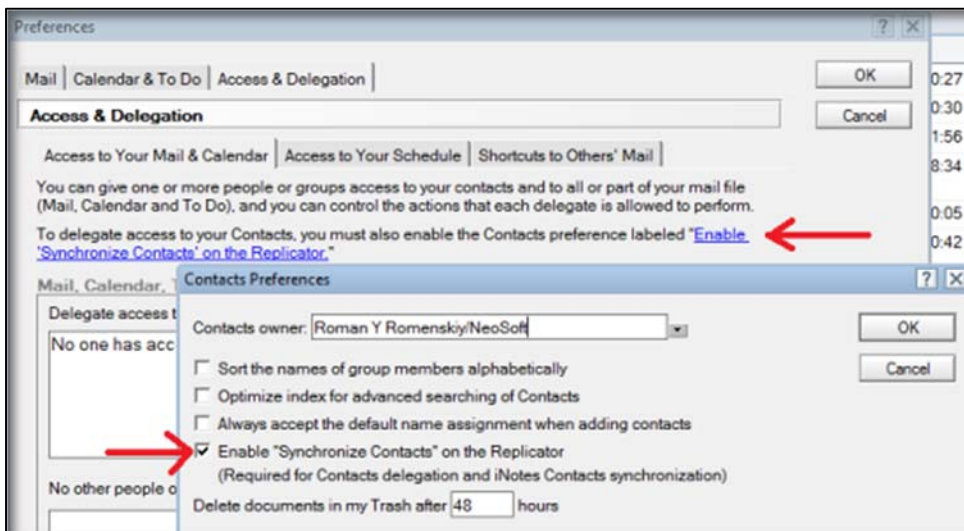 Preferences
Mail
Calendar & To Do
Access & Delegation
OK
Cancel
Access & Delegation
Access to Your Mail & Calendar
Access to Your Schedule
Shortcuts to Others' Mail
You can give one or more people or groups access to your contacts and to all or part of your mail file
(Mail, Calendar and To Do), and you can control the actions that each delegate is allowed to perform.
To delegate access to your Contacts, you must also enable the Contacts preference labeled "Enable
'Synchronize Contacts' on the Replicator."
0:27
0:30
1:56
8:34
0:05
0:42
Mail, Calendar,
Delegate access
No one has acc
No other people o
Contacts Preferences
Contacts owner: Roman Y Romenskiy/NeoSoft
OK
Cancel
Sort the names of group members alphabetically
Optimize index for advanced searching of Contacts
Always accept the default name assignment when adding contacts
Enable "Synchronize Contacts" on the Replicator
(Required for Contacts delegation and iNotes Contacts synchronization)
Delete documents in my Trash after 48 hours